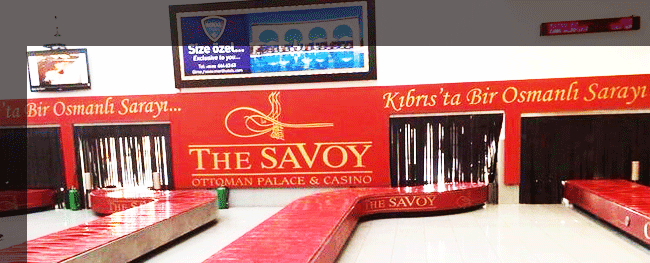 Size özel...
Exclusive to you...
'ta Bir Osmanlı Sarayı...
Kıbrıs'ta Bir Osmanlı Sarayı
THE SAVOY
OTTOMAN PALACE & CASINO
THE SAVOY
THE SAVOY